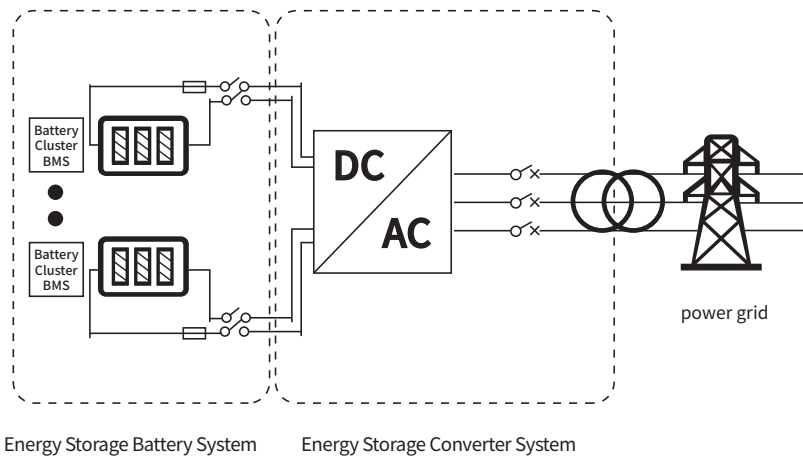 Battery
Cluster
BMS
DC
AC
Battery
Cluster
BMS
power grid
Energy Storage Battery System
Energy Storage Converter System